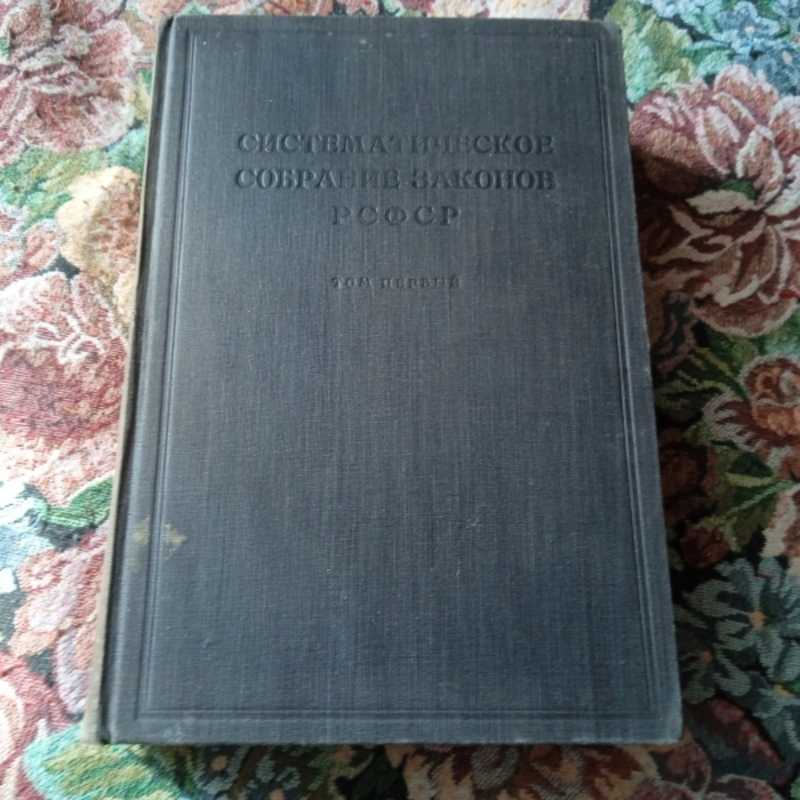 СИСТЕМАТИЧЕСКОЕ
СОБРАНИЕ ЗАКОНОВ
РСФСР
ТОМ ПЕРВЫЙ